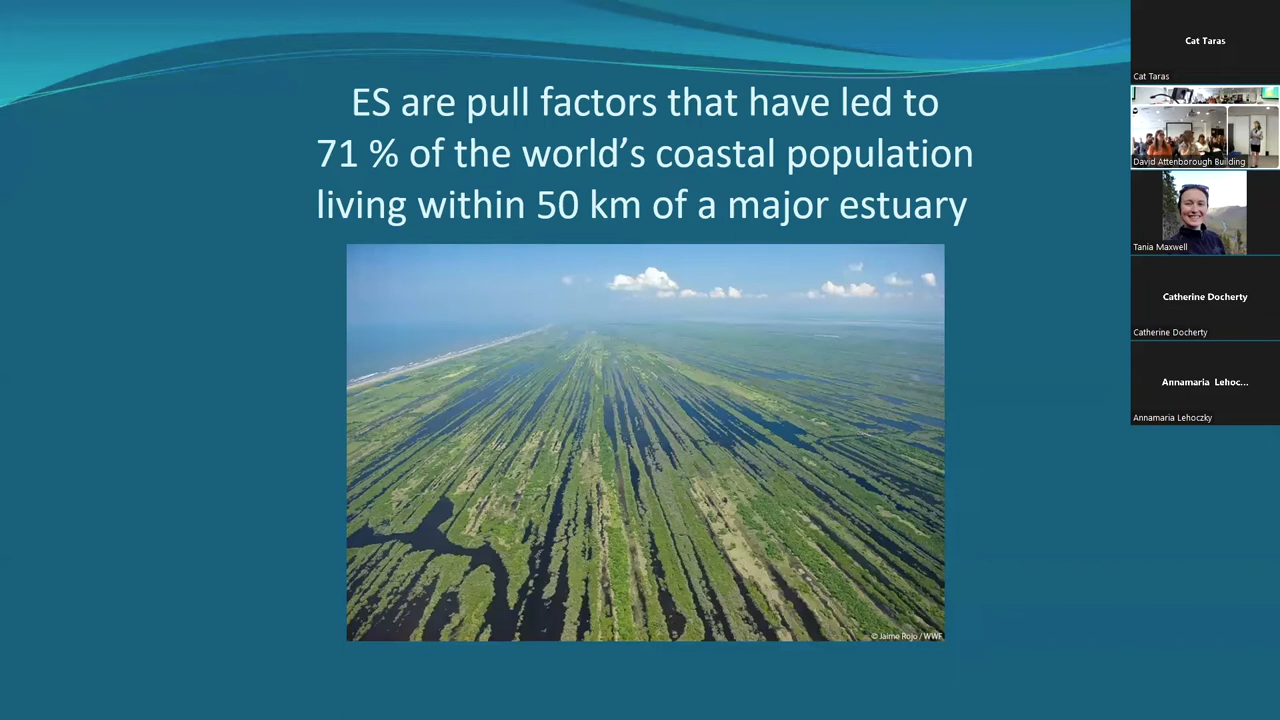 ES are pull factors that have led to
71 % of the world’s coastal population
living within 50 km of a major estuary
© Jaime Rojo / WWF
Cat Taras
Cat Taras
David Attenborough Building
Tania Maxwell
Catherine Docherty
Catherine Docherty
Annamaria Lehoc...
Annamaria Lehoczky